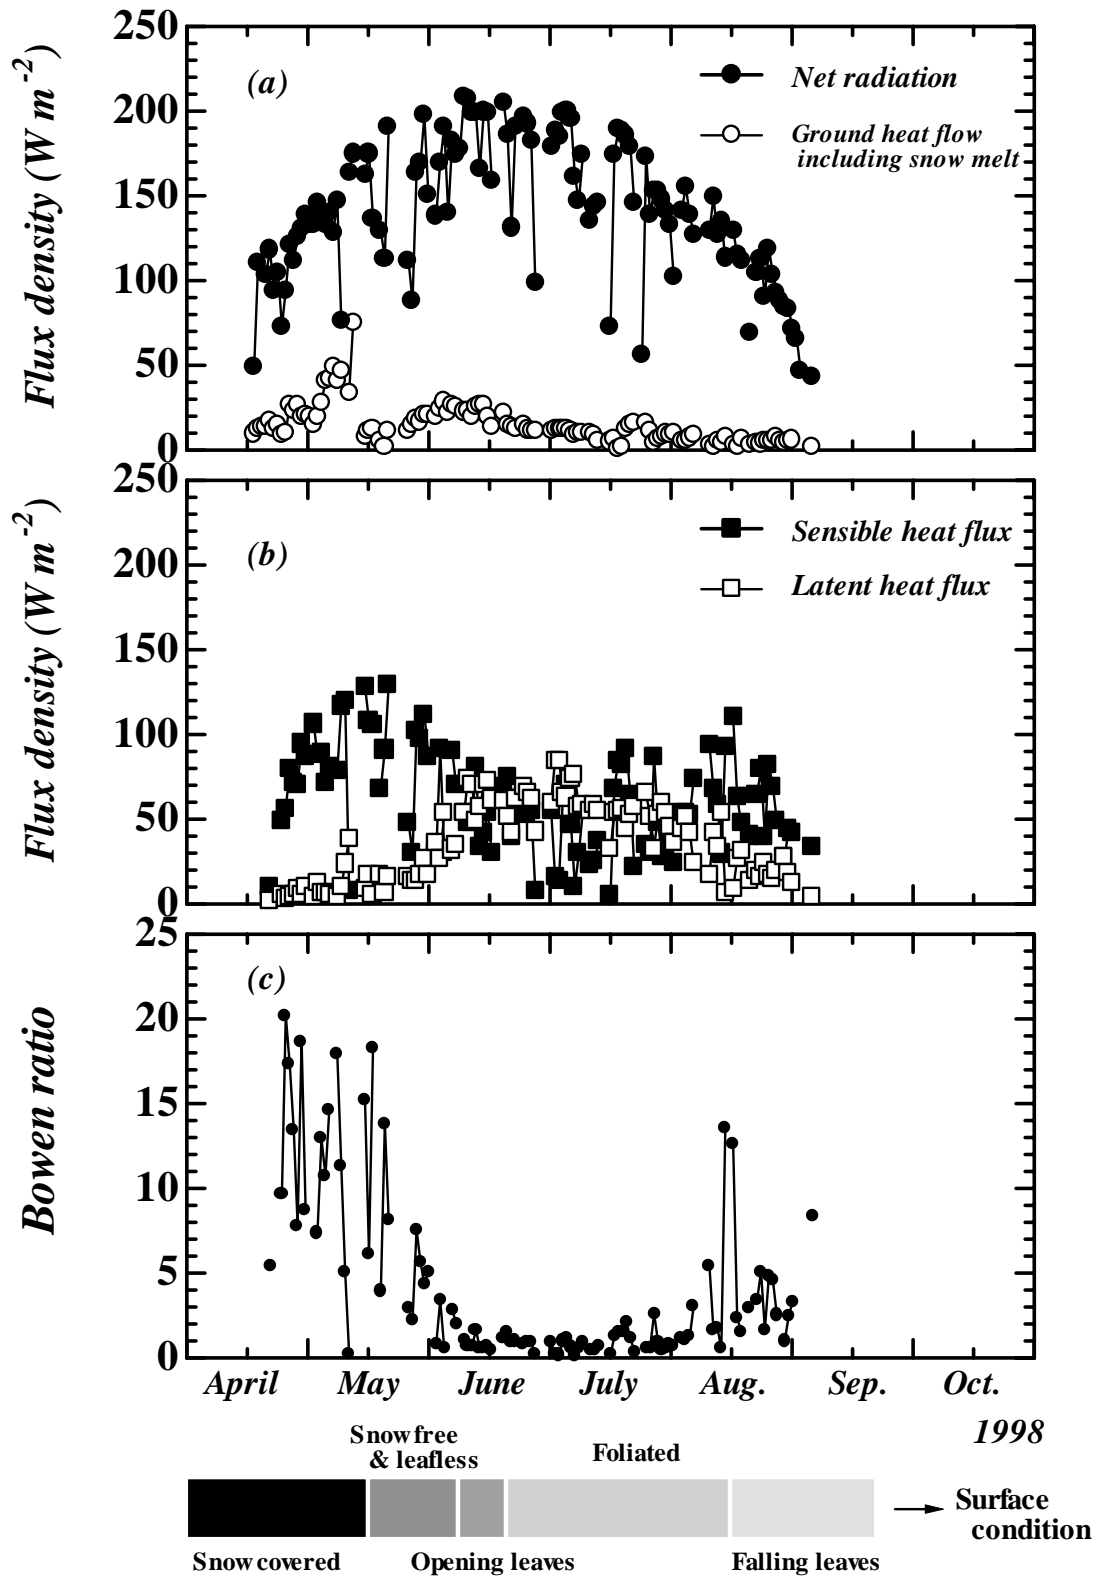 250
200
150
100
50
0
Flux density (W m-2)
(a)
Net radiation
Ground heat flow
including snow melt
250
200
150
100
50
0
Flux density (W m-2)
(b)
Sensible heat flux
Latent heat flux
25
20
15
10
5
0
Bowen ratio
(c)
April May June July Aug. Sep. Oct.
1998
Snow free
& leafless
Foliated
Surface
condition
Snow covered Opening leaves Falling leaves